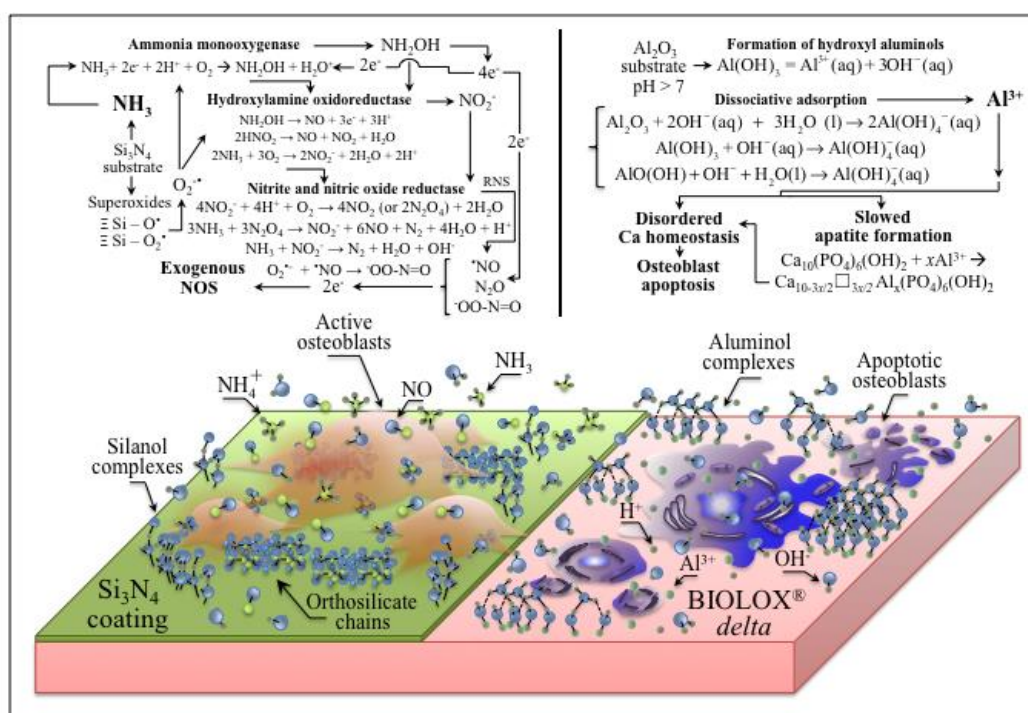 Ammonia monooxygenase → NH₂OH
NH₃ + 2e⁻ + 2H⁺ + O₂ → NH₂OH + H₂O⁺
2e⁻
4e⁻
Hydroxylamine oxidoreductase → NO₂⁻
NH₂OH → NO + 3e⁻ + 3H⁺
2HNO₂ → NO + NO₂ + H₂O
2NH₃ + 3O₂ → 2NO₂⁻ + 2H₂O + 2H⁺
2e⁻
NH₃
Si₃N₄
substrate
O₂⁻•
Superoxides
Ξ Si – O•
Ξ Si – O₂•
Nitrite and nitric oxide reductase
RNS
4NO₂⁻ + 4H⁺ + O₂ → 4NO₂ (or 2N₂O₄) + 2H₂O
3NH₃ + 3N₂O₄ → NO₂⁻ + 6NO + N₂ + 4H₂O + H⁺
NH₃ + NO₂⁻ → N₂ + H₂O + OH⁻
Exogenous
NOS
O₂•⁻ + •NO → ⁻OO-N=O
2e⁻
•NO
N₂O
⁻OO-N=O
Al₂O₃
substrate
pH > 7
Formation of hydroxyl aluminols
Al(OH)₃ = Al³⁺(aq) + 3OH⁻(aq)
Dissociative adsorption → Al³⁺
Al₂O₃ + 2OH⁻(aq) + 3H₂O (l) → 2Al(OH)₄⁻(aq)
Al(OH)₃ + OH⁻(aq) → Al(OH)₄⁻(aq)
AlO(OH) + OH⁻ + H₂O(l) → Al(OH)₄⁻(aq)
Disordered
Ca homeostasis
Osteoblast
apoptosis
Slowed
apatite formation
Ca₁₀(PO₄)₆(OH)₂ + xAl³⁺ →
Ca₁₀₋₃ₓ/₂□₃ₓ/₂Alₓ(PO₄)₆(OH)₂
Active
osteoblasts
NH₄⁺
NO
NH₃
Silanol
complexes
Aluminol
complexes
Apoptotic
osteoblasts
H⁺
Al³⁺
OH⁻
Si₃N₄
coating
Orthosilicate
chains
BIOLOX®
delta